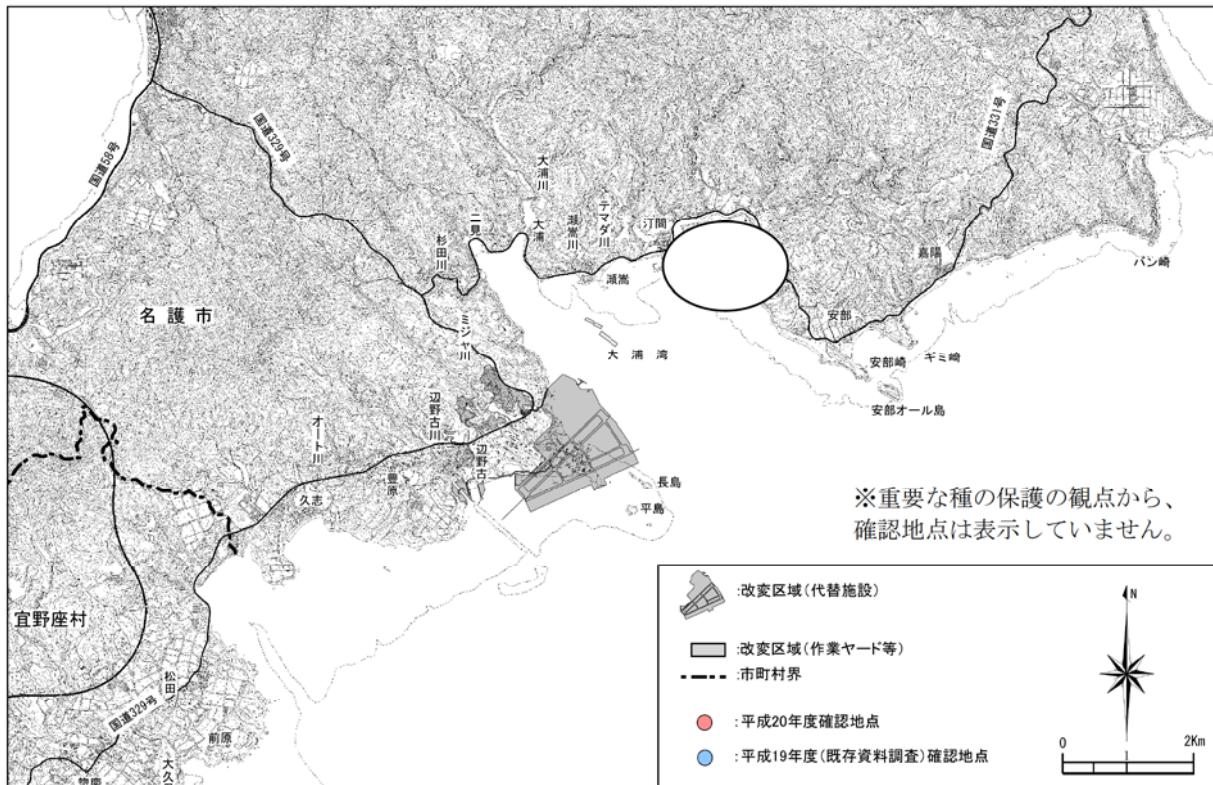 国道58号
国道329号
大浦川
国道331号
杉田川
二見
大浦
瀬嵩川
テマダ川
汀間
瀬嵩
嘉陽
バン崎
名護市
ミジャ川
大浦湾
安部
安部崎
ギミ崎
安部オール島
辺野古川
オート川
辺野古
豊原
久志
長島
平島
※重要な種の保護の観点から、
確認地点は表示していません。
宜野座村
松田
国道329号
前原
:改変区域(代替施設)
:改変区域(作業ヤード等)
:市町村界
:平成20年度確認地点
:平成19年度(既存資料調査)確認地点
N
0
2Km